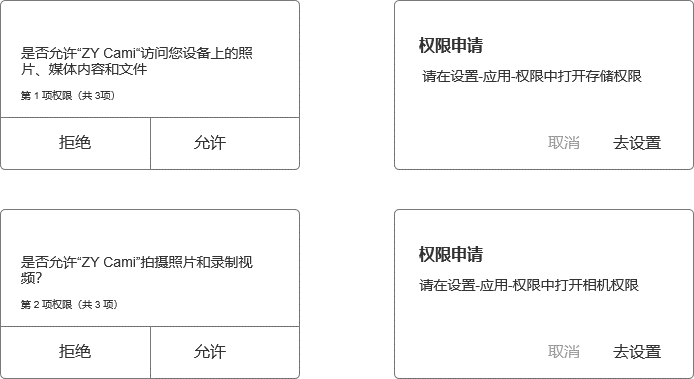 是否允许“ZY Cami“访问您设备上的照
片、媒体内容和文件
第 1 项权限（共 3项）
拒绝
允许
权限申请
请在设置-应用-权限中打开存储权限
取消
去设置
是否允许“ZY Cami”拍摄照片和录制视
频?
第 2 项权限（共 3 项）
拒绝
允许
权限申请
请在设置-应用-权限中打开相机权限
取消
去设置